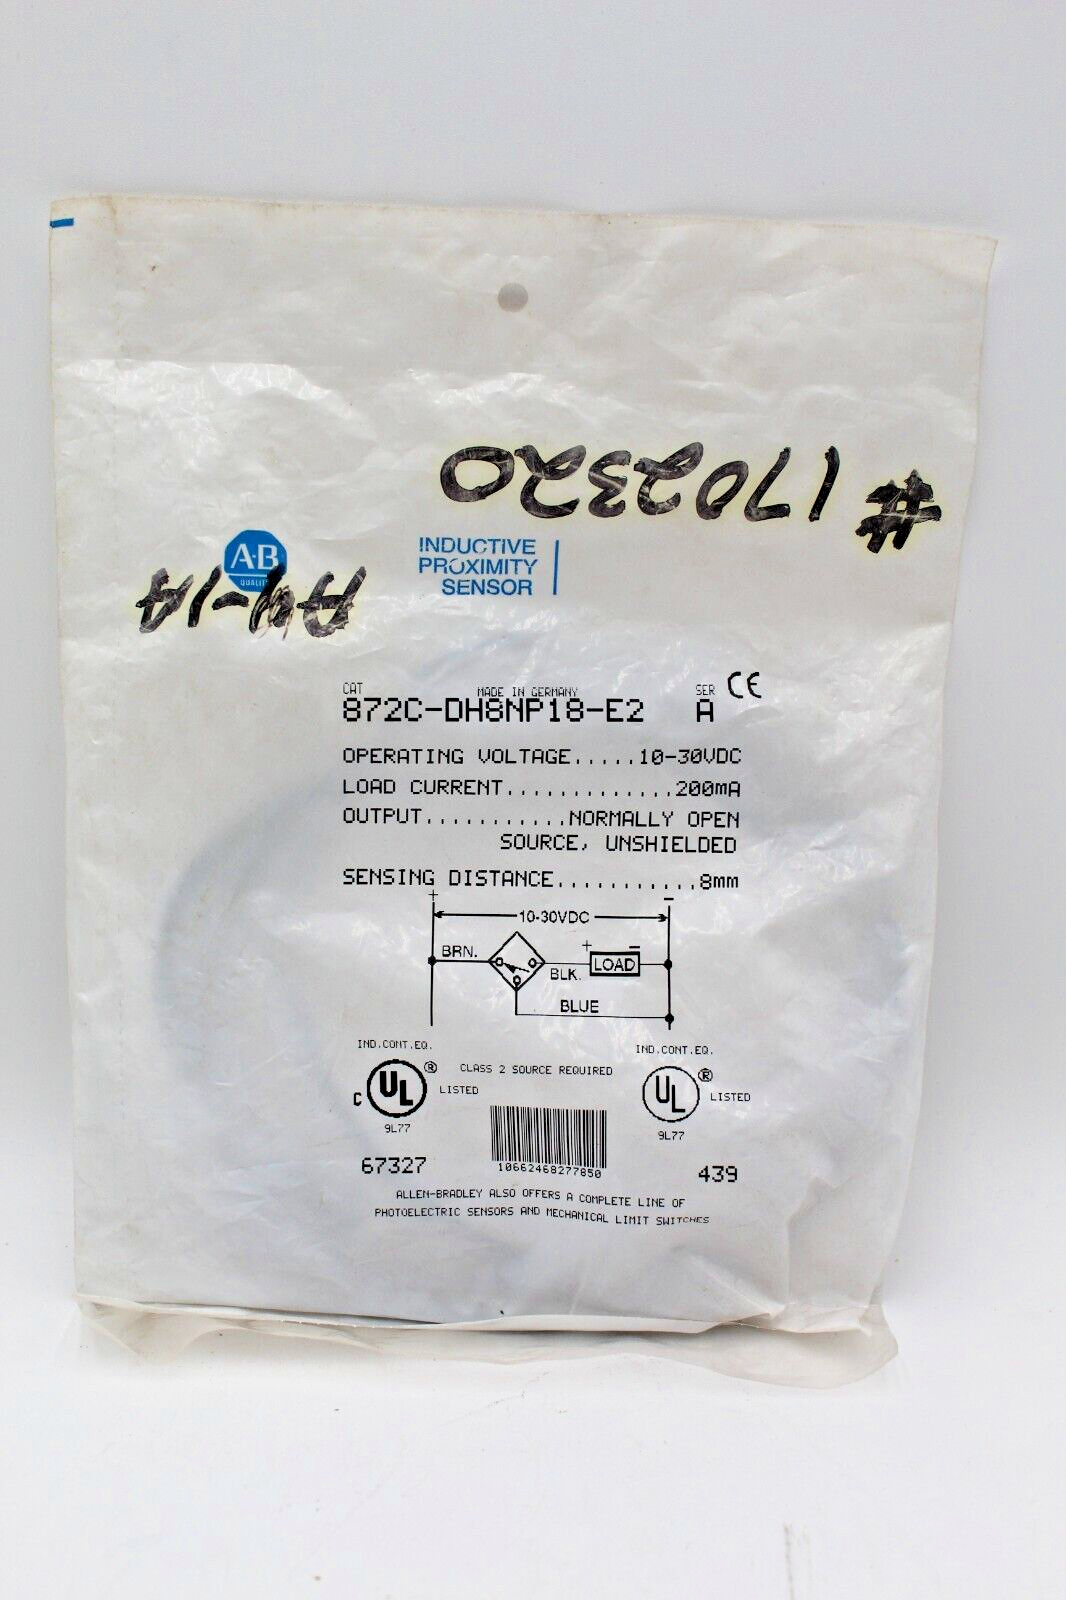 #1702320
A-B
QUALITY
INDUCTIVE
PROXIMITY
SENSOR
CAT
MADE IN GERMANY
SER
CE
872C-DH8NP18-E2 A
OPERATING VOLTAGE.....10-30VDC
LOAD CURRENT.............200mA
OUTPUT...........NORMALLY OPEN
SOURCE, UNSHIELDED
SENSING DISTANCE...........8mm
+ −
10-30VDC
BRN.
+ −
BLK.
LOAD
BLUE
IND.CONT.EQ. IND.CONT.EQ.
CLASS 2 SOURCE REQUIRED
C UL ® LISTED
UL ® LISTED
9L77 9L77
67327
10662468277850
439
ALLEN-BRADLEY ALSO OFFERS A COMPLETE LINE OF
PHOTOELECTRIC SENSORS AND MECHANICAL LIMIT SWITCHES